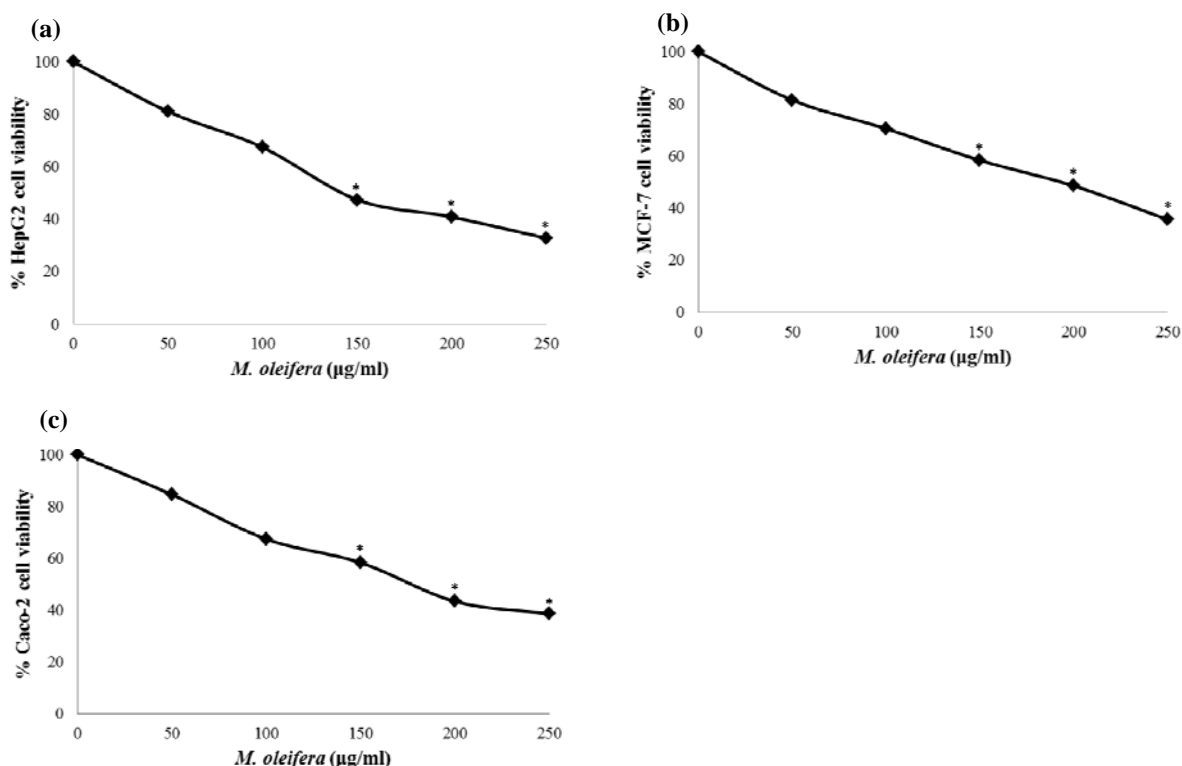 (a)
100
80
60
40
20
0
% HepG2 cell viability
* * *
0 50 100 150 200 250
M. oleifera (µg/ml)
(b)
100
80
60
40
20
0
% MCF-7 cell viability
* * *
0 50 100 150 200 250
M. oleifera (µg/ml)
(c)
100
80
60
40
20
0
% Caco-2 cell viability
* * *
0 50 100 150 200 250
M. oleifera (µg/ml)